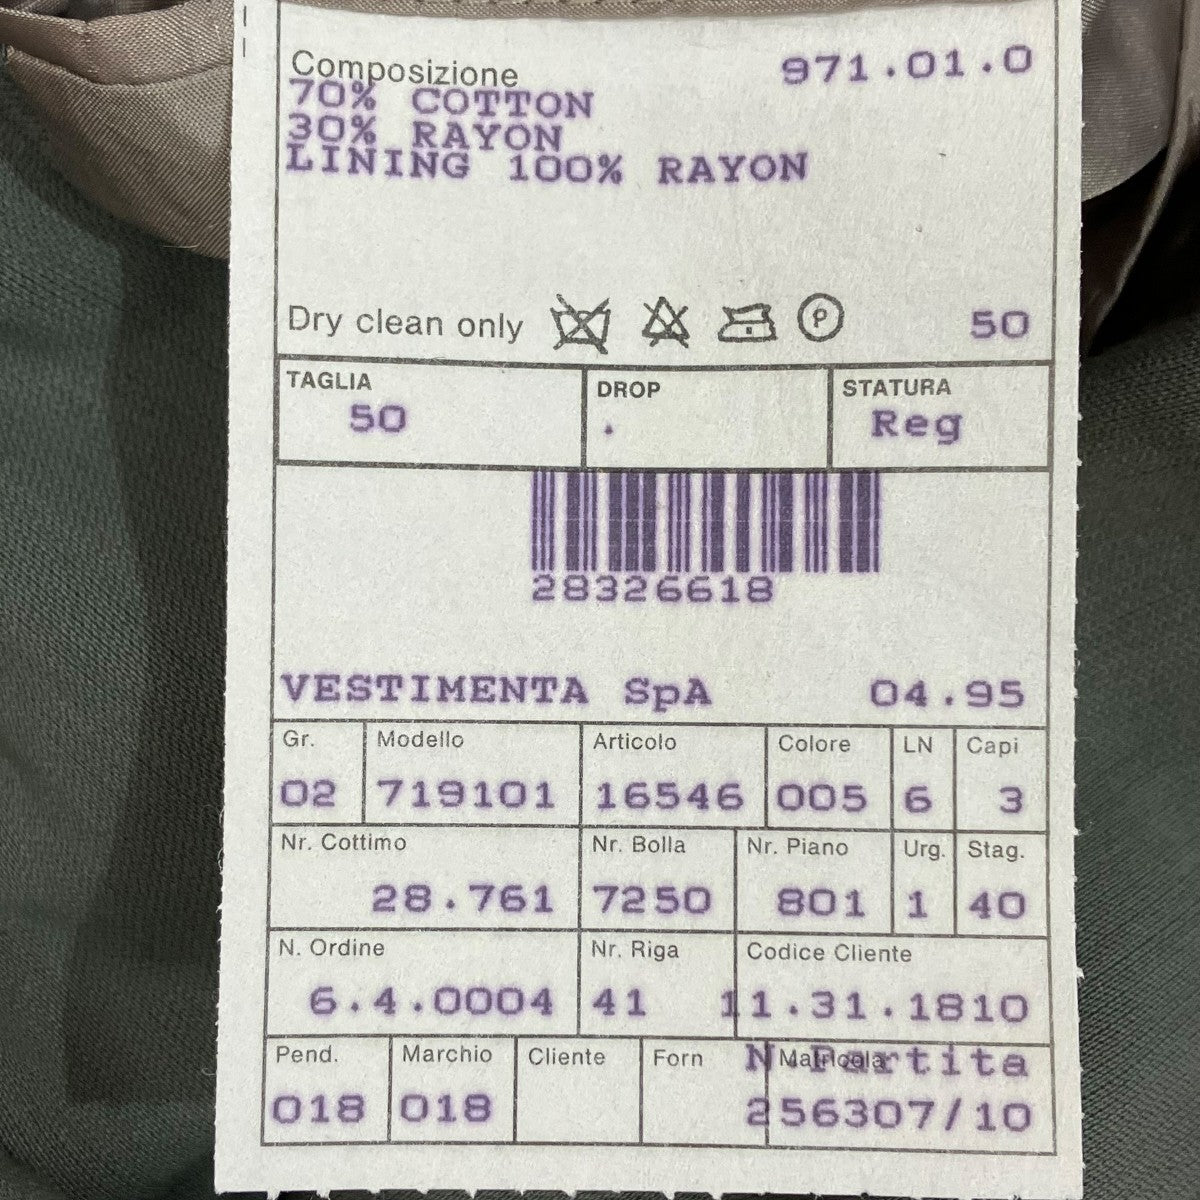 Composizione 971.01.0
70% COTTON
30% RAYON
LINING 100% RAYON
Dry clean only P 50
TAGLIA DROP STATURA
50 . Reg
28326618
VESTIMENTA SpA 04.95
Gr. Modello Articolo Colore LN Capi
02 719101 16546 005 6 3
Nr. Cottimo Nr. Bolla Nr. Piano Urg. Stag.
28.761 7250 801 1 40
N. Ordine Nr. Riga Codice Cliente
6.4.0004 41 11.31.1810
Pend. Marchio Cliente Forn Matricola N Partita
018 018 256307/10